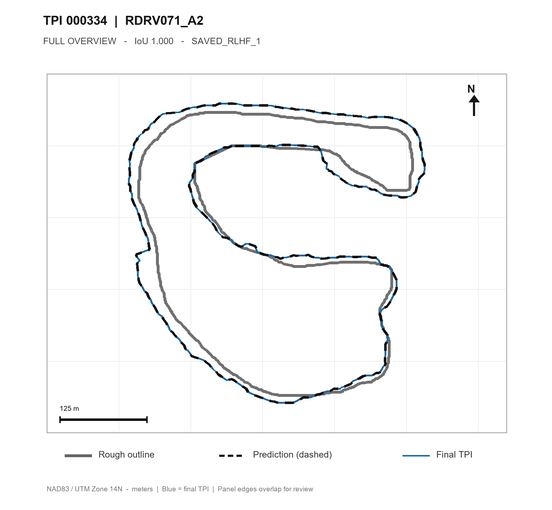 TPI 000334 | RDRV071_A2
FULL OVERVIEW - IoU 1.000 - SAVED_RLHF_1
N
125 m
Rough outline Prediction (dashed) Final TPI
NAD83 / UTM Zone 14N - meters | Blue = final TPI | Panel edges overlap for review